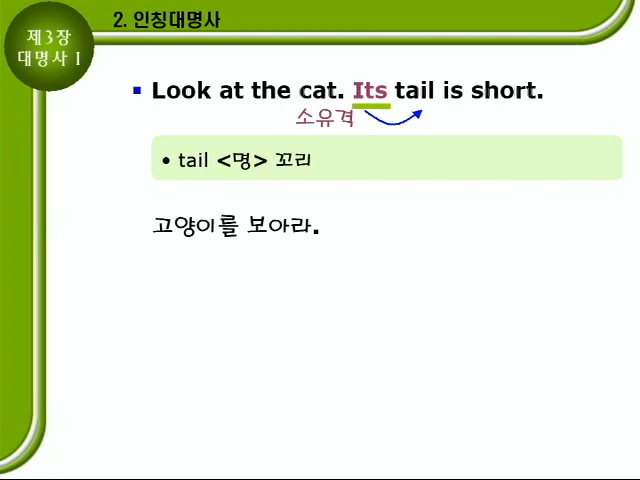 2. 인칭대명사
제3장
대명사 I
▪ Look at the cat. Its tail is short.
소유격
• tail <명> 꼬리
고양이를 보아라.